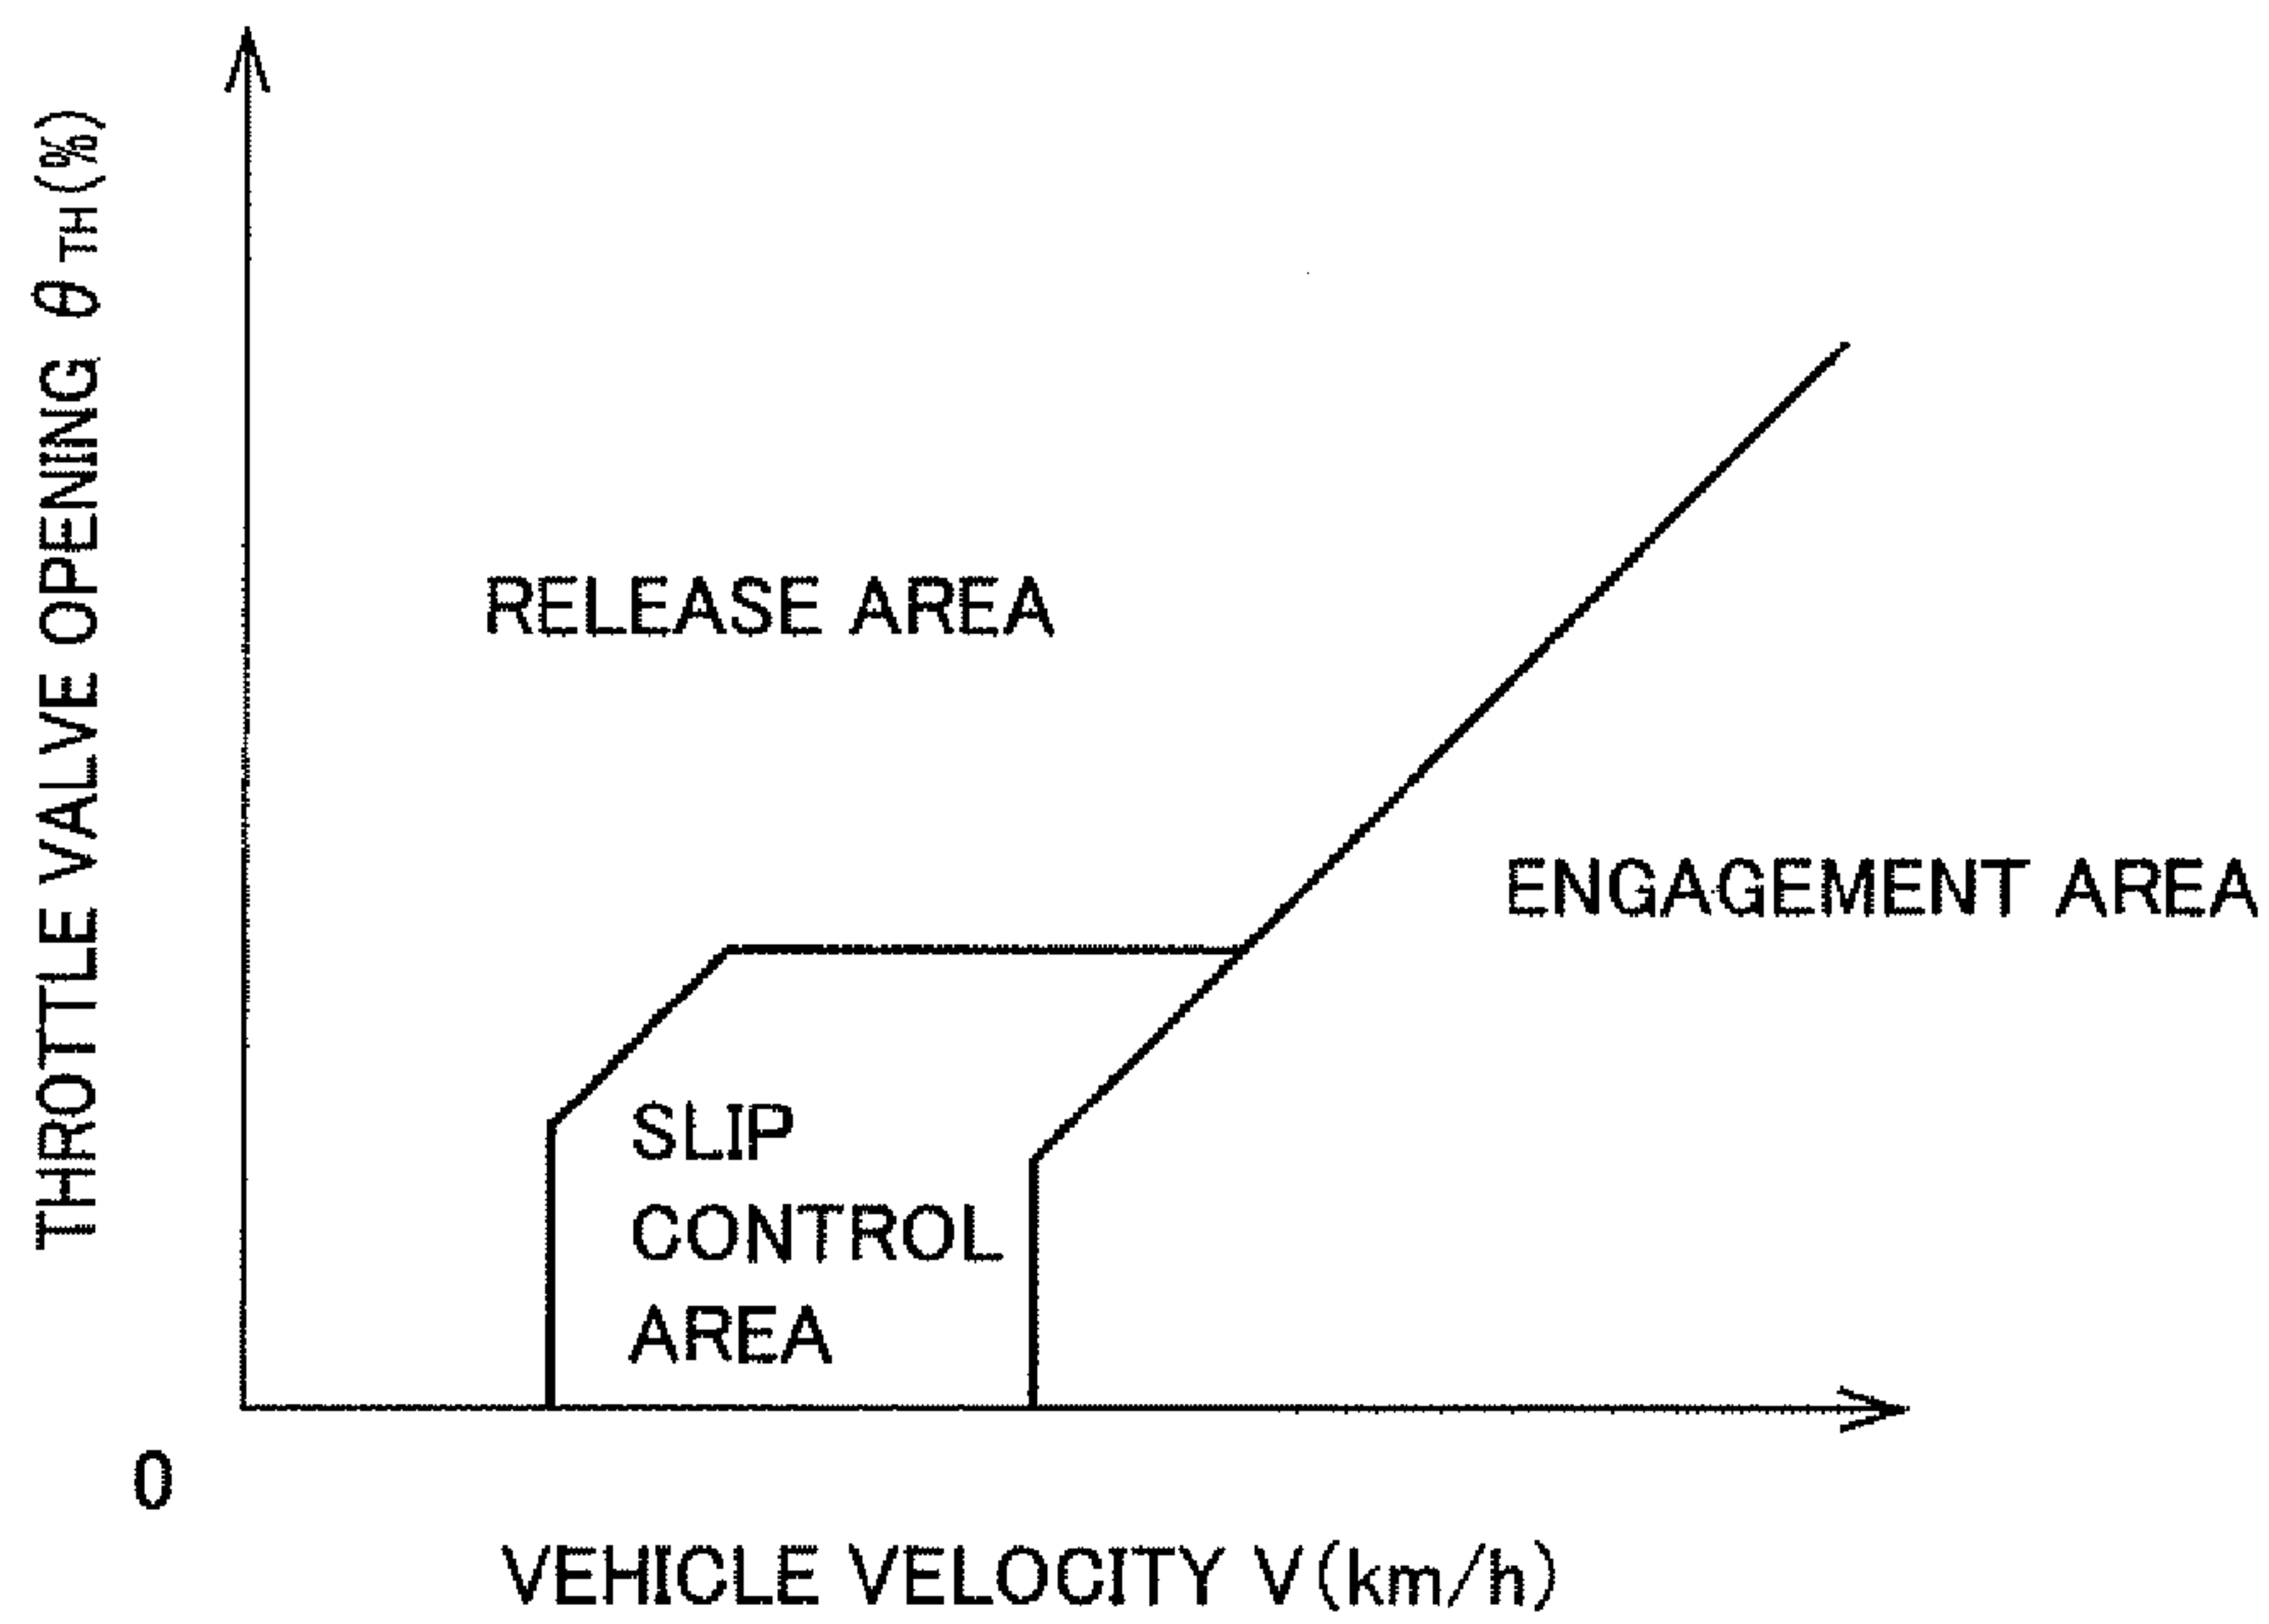 THROTTLE VALVE OPENING θTH(%)
RELEASE AREA
ENGAGEMENT AREA
SLIP
CONTROL
AREA
0
VEHICLE VELOCITY V(km/h)